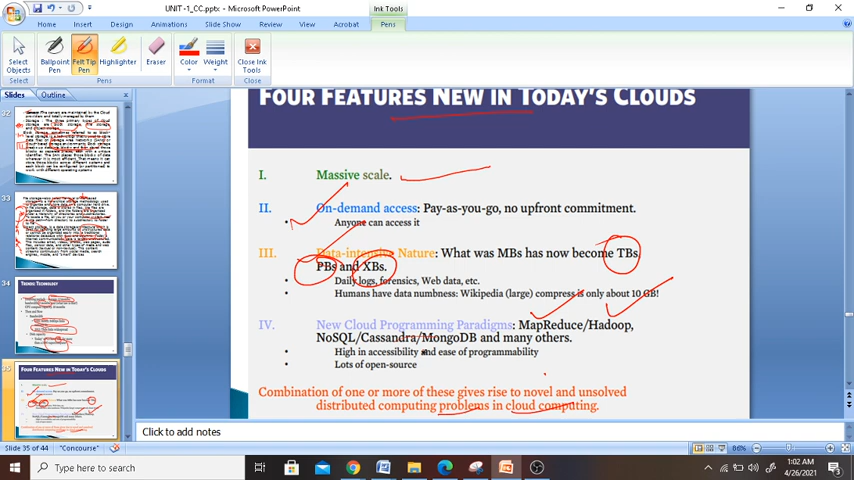 UNIT -1_CC.pptx - Microsoft PowerPoint
Ink Tools
Home Insert Design Animations Slide Show Review View Acrobat Pens
Select Objects
Ballpoint Pen
Felt Tip Pen
Highlighter
Eraser
Color
Weight
Close Ink Tools
Select Pens Format Close
Slides Outline
32
33
34
35
FOUR FEATURES NEW IN TODAY'S CLOUDS
I. Massive scale.
II. On-demand access: Pay-as-you-go, no upfront commitment.
• Anyone can access it
III. Data-intensive Nature: What was MBs has now become TBs,
PBs and XBs.
• Daily logs, forensics, Web data, etc.
• Humans have data numbness: Wikipedia (large) compress is only about 10 GB!
IV. New Cloud Programming Paradigms: MapReduce/Hadoop,
NoSQL/Cassandra/MongoDB and many others.
• High in accessibility and ease of programmability
• Lots of open-source
Combination of one or more of these gives rise to novel and unsolved
distributed computing problems in cloud computing.
Click to add notes
Slide 35 of 44 "Concourse" 86%
Type here to search
1:02 AM
4/26/2021